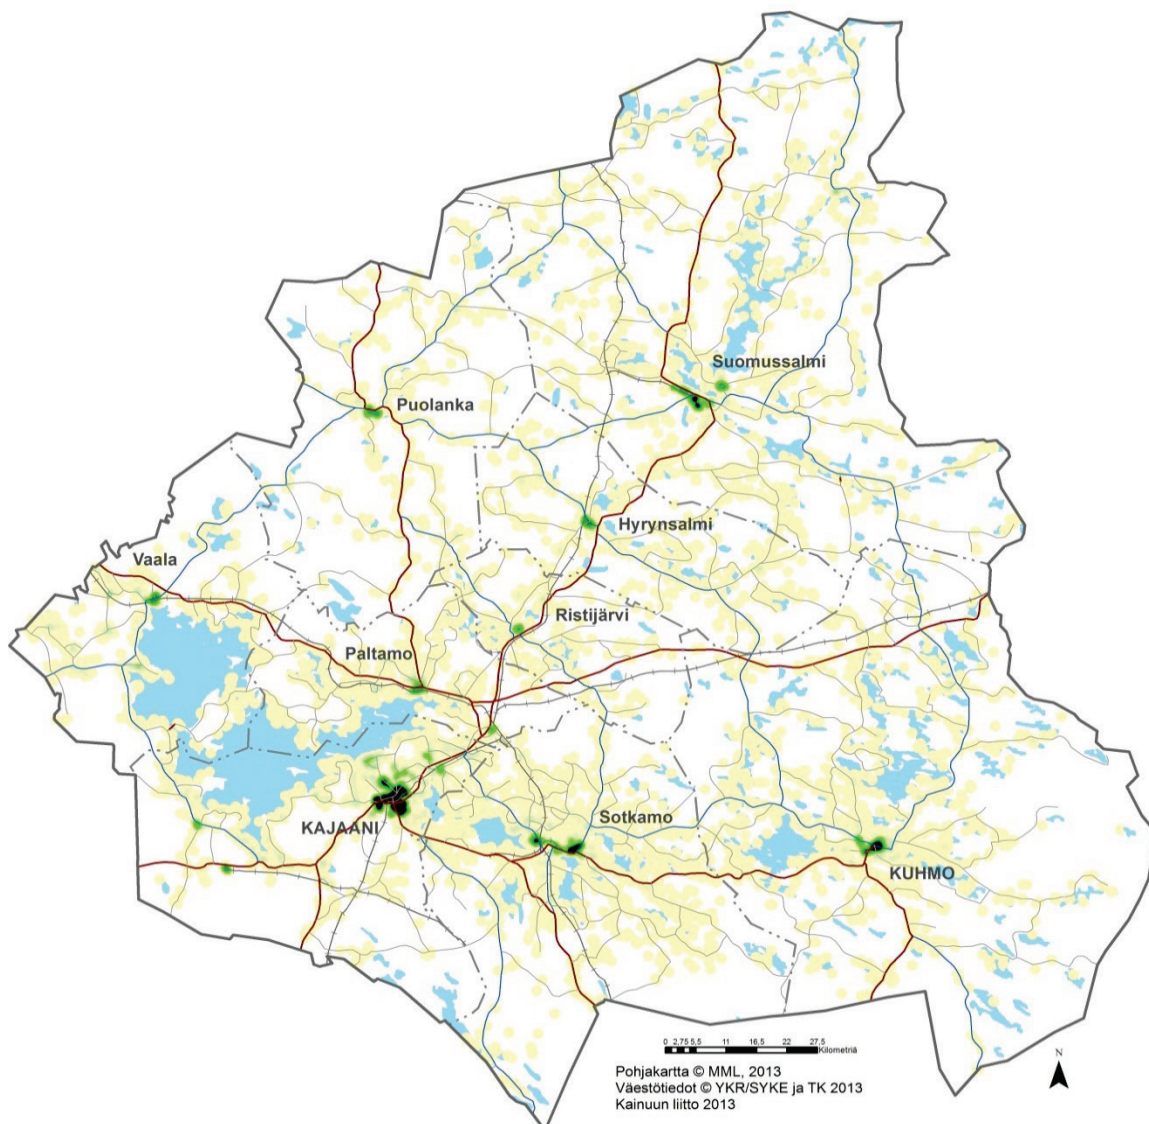 Suomussalmi
Puolanka
Hyrynsalmi
Vaala
Ristijärvi
Paltamo
KAJAANI
Sotkamo
KUHMO
0 2,75 5,5 11 16,5 22 27,5
Kilometriä
N
Pohjakartta © MML, 2013
Väestötiedot © YKR/SYKE ja TK 2013
Kainuun liitto 2013